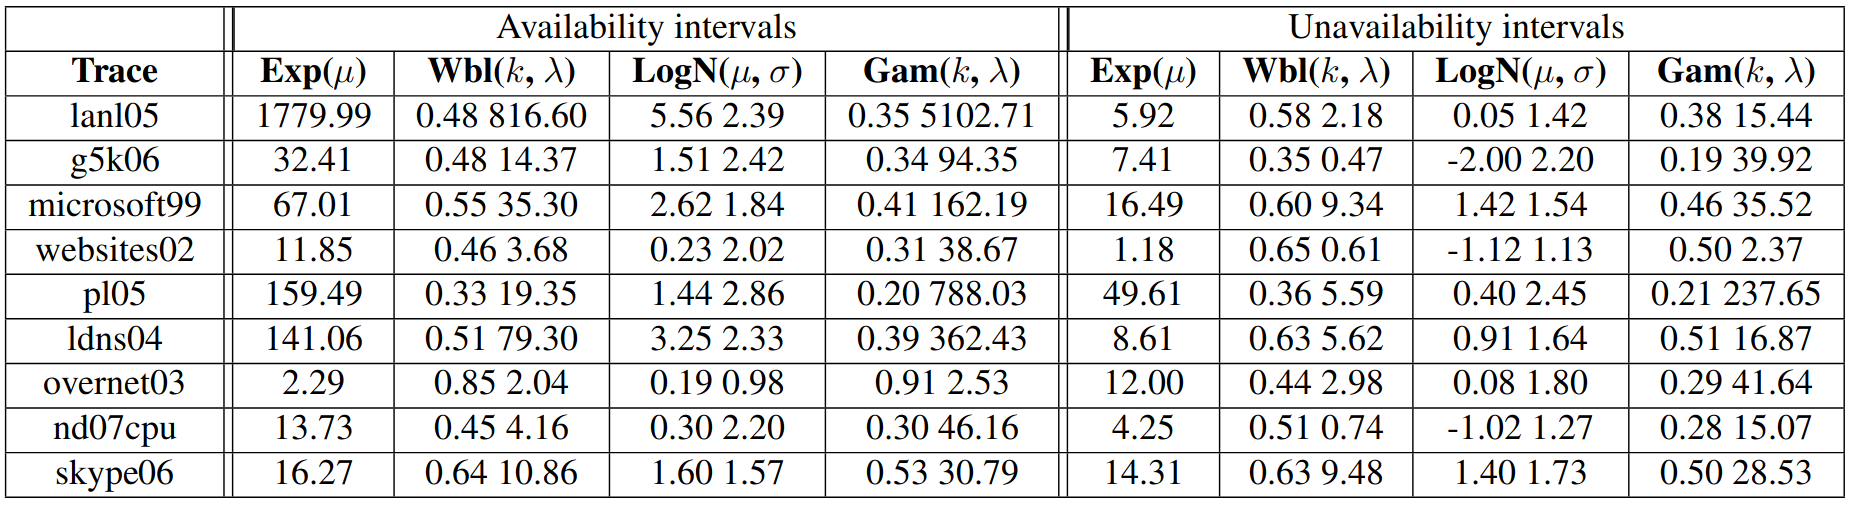 Availability intervals Unavailability intervals
Trace Exp(μ) Wbl(k, λ) LogN(μ, σ) Gam(k, λ) Exp(μ) Wbl(k, λ) LogN(μ, σ) Gam(k, λ)
lanl05 1779.99 0.48 816.60 5.56 2.39 0.35 5102.71 5.92 0.58 2.18 0.05 1.42 0.38 15.44
g5k06 32.41 0.48 14.37 1.51 2.42 0.34 94.35 7.41 0.35 0.47 -2.00 2.20 0.19 39.92
microsoft99 67.01 0.55 35.30 2.62 1.84 0.41 162.19 16.49 0.60 9.34 1.42 1.54 0.46 35.52
websites02 11.85 0.46 3.68 0.23 2.02 0.31 38.67 1.18 0.65 0.61 -1.12 1.13 0.50 2.37
pl05 159.49 0.33 19.35 1.44 2.86 0.20 788.03 49.61 0.36 5.59 0.40 2.45 0.21 237.65
ldns04 141.06 0.51 79.30 3.25 2.33 0.39 362.43 8.61 0.63 5.62 0.91 1.64 0.51 16.87
overnet03 2.29 0.85 2.04 0.19 0.98 0.91 2.53 12.00 0.44 2.98 0.08 1.80 0.29 41.64
nd07cpu 13.73 0.45 4.16 0.30 2.20 0.30 46.16 4.25 0.51 0.74 -1.02 1.27 0.28 15.07
skype06 16.27 0.64 10.86 1.60 1.57 0.53 30.79 14.31 0.63 9.48 1.40 1.73 0.50 28.53